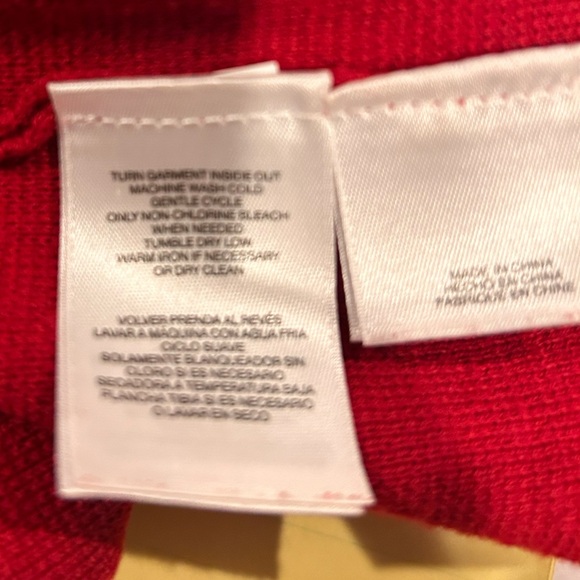 TURN GARMENT INSIDE OUT
MACHINE WASH COLD
GENTLE CYCLE
ONLY NON-CHLORINE BLEACH
WHEN NEEDED
TUMBLE DRY LOW
WARM IRON IF NECESSARY
OR DRY CLEAN
VOLVER PRENDA AL REVÉS
LAVAR A MÁQUINA CON AGUA FRIA
CICLO SUAVE
SOLAMENTE BLANQUEADOR SIN
CLORO SI ES NECESARIO
SECADORA A TEMPERATURA BAJA
PLANCHA TIBIA SI ES NECESARIO
O LAVAR EN SECO
MADE IN CHINA
HECHO EN CHINA
FABRIQUE EN CHINE